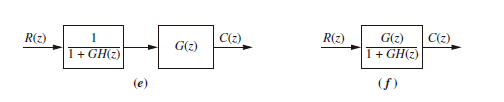 R(z)
1
1 + GH(z)
G(z)
C(z)
(e)
R(z)
G(z)
1 + GH(z)
C(z)
(f)